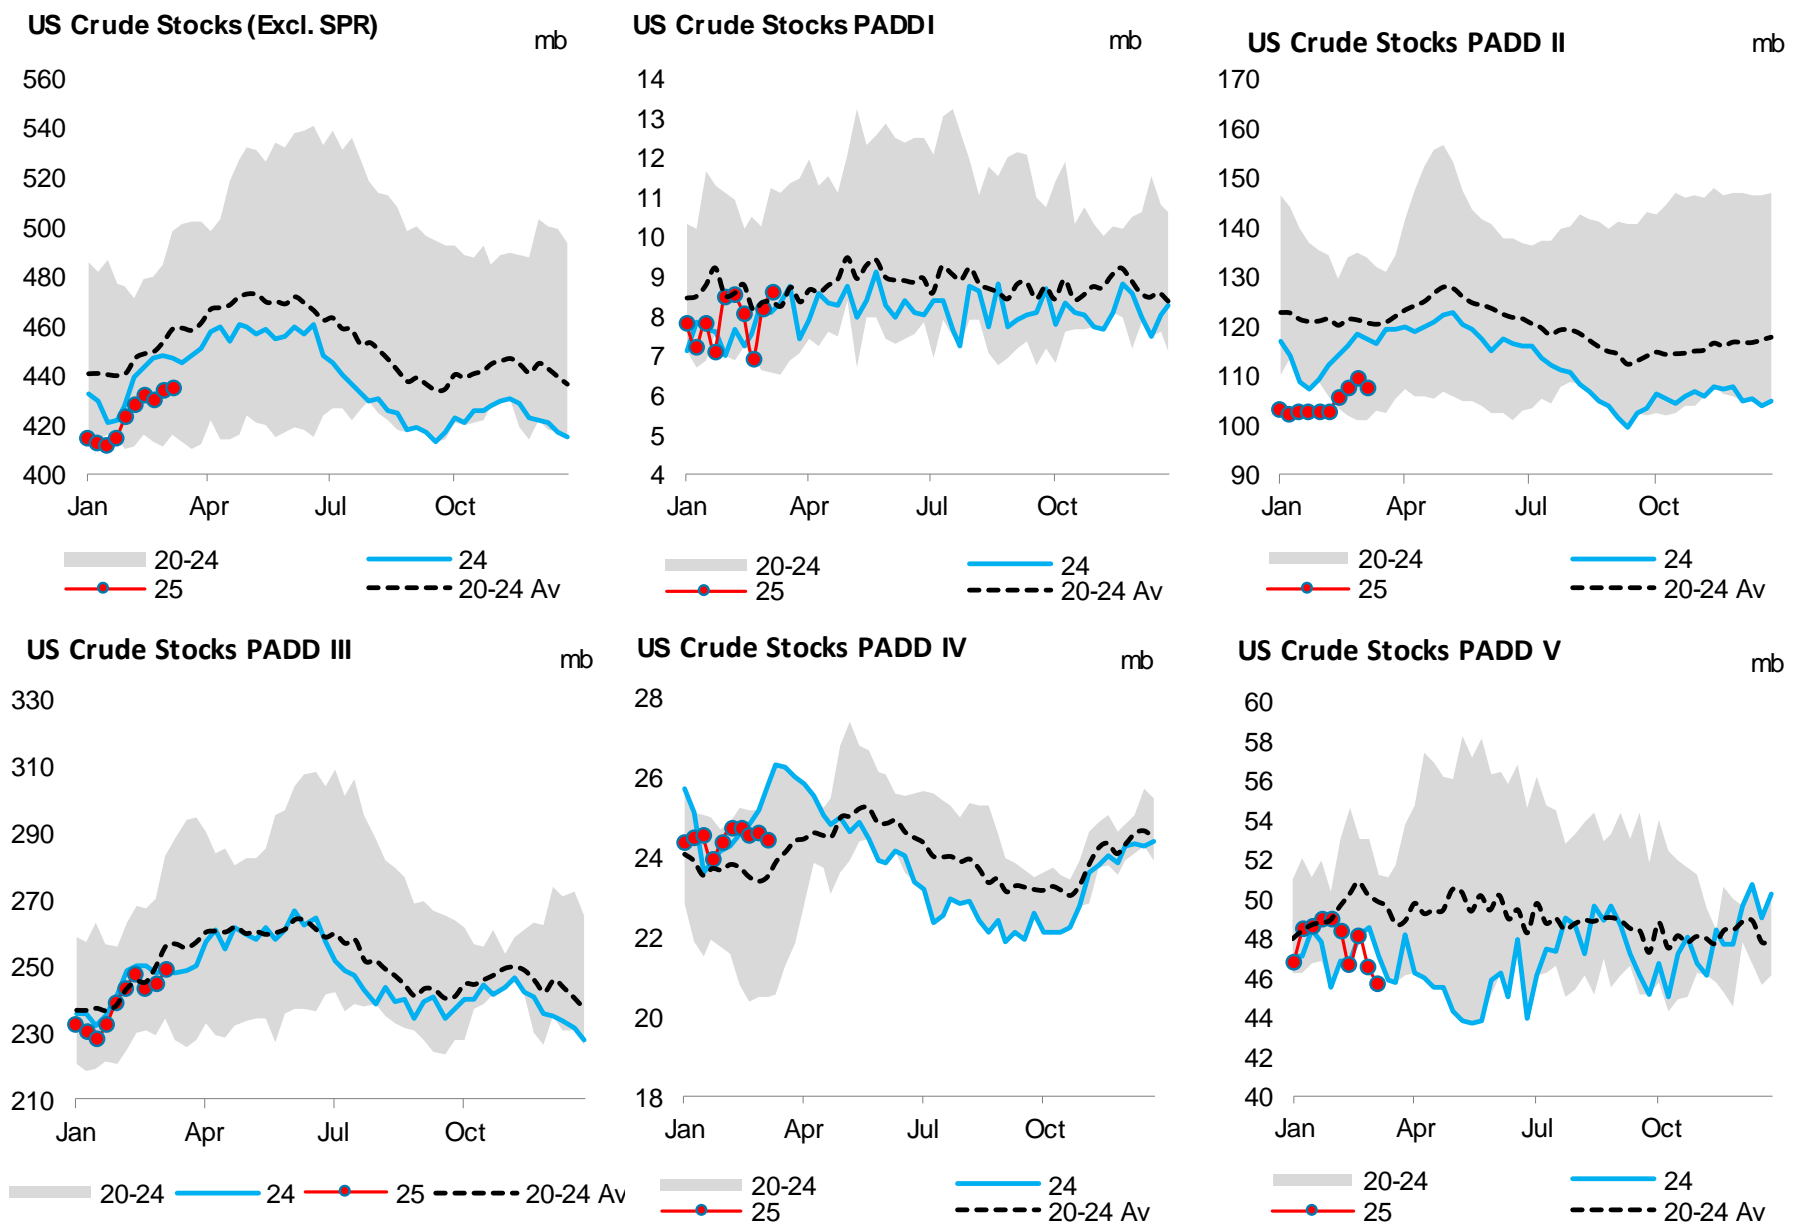 US Crude Stocks (Excl. SPR)
mb
560
540
520
500
480
460
440
420
400
Jan Apr Jul Oct
20-24 24
25 20-24 Av
US Crude Stocks PADD I
mb
14
13
12
11
10
9
8
7
6
5
4
Jan Apr Jul Oct
20-24 24
25 20-24 Av
US Crude Stocks PADD II
mb
170
160
150
140
130
120
110
100
90
Jan Apr Jul Oct
20-24 24
25 20-24 Av
US Crude Stocks PADD III
mb
330
310
290
270
250
230
210
Jan Apr Jul Oct
20-24 24 25 20-24 Av
US Crude Stocks PADD IV
mb
28
26
24
22
20
18
Jan Apr Jul Oct
20-24 24
25 20-24 Av
US Crude Stocks PADD V
mb
60
58
56
54
52
50
48
46
44
42
40
Jan Apr Jul Oct
20-24 24
25 20-24 Av